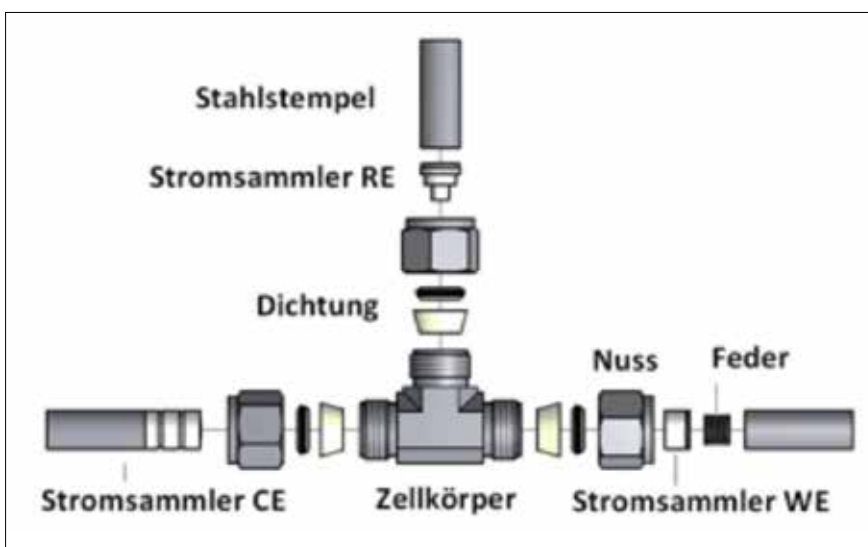 Stahlstempel
Stromsammler RE
Dichtung
Nuss
Feder
Stromsammler CE
Zellkörper
Stromsammler WE